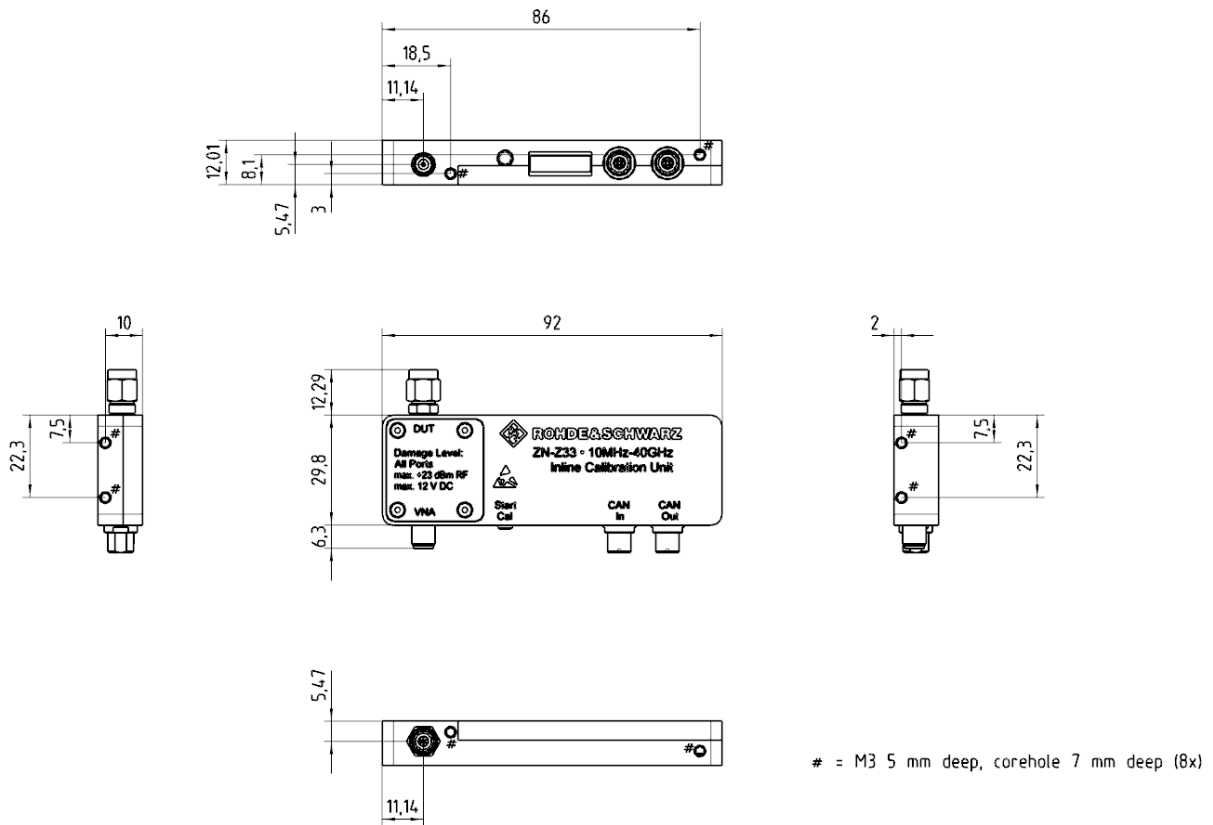 86
18,5
11,14
12,01
8,1
5,47
3
#
#
10
92
2
12,29
7,5
22,3
29,8
6,3
#
#
DUT
Damage Level:
All Ports
max. +23 dBm RF
max. 12 V DC
VNA
ROHDE&SCHWARZ
ZN-Z33 ◦ 10MHz-40GHz
Inline Calibration Unit
Start
Cal
CAN
In
CAN
Out
#
#
7,5
22,3
5,47
#
#
11,14
# = M3 5 mm deep, corehole 7 mm deep (8x)